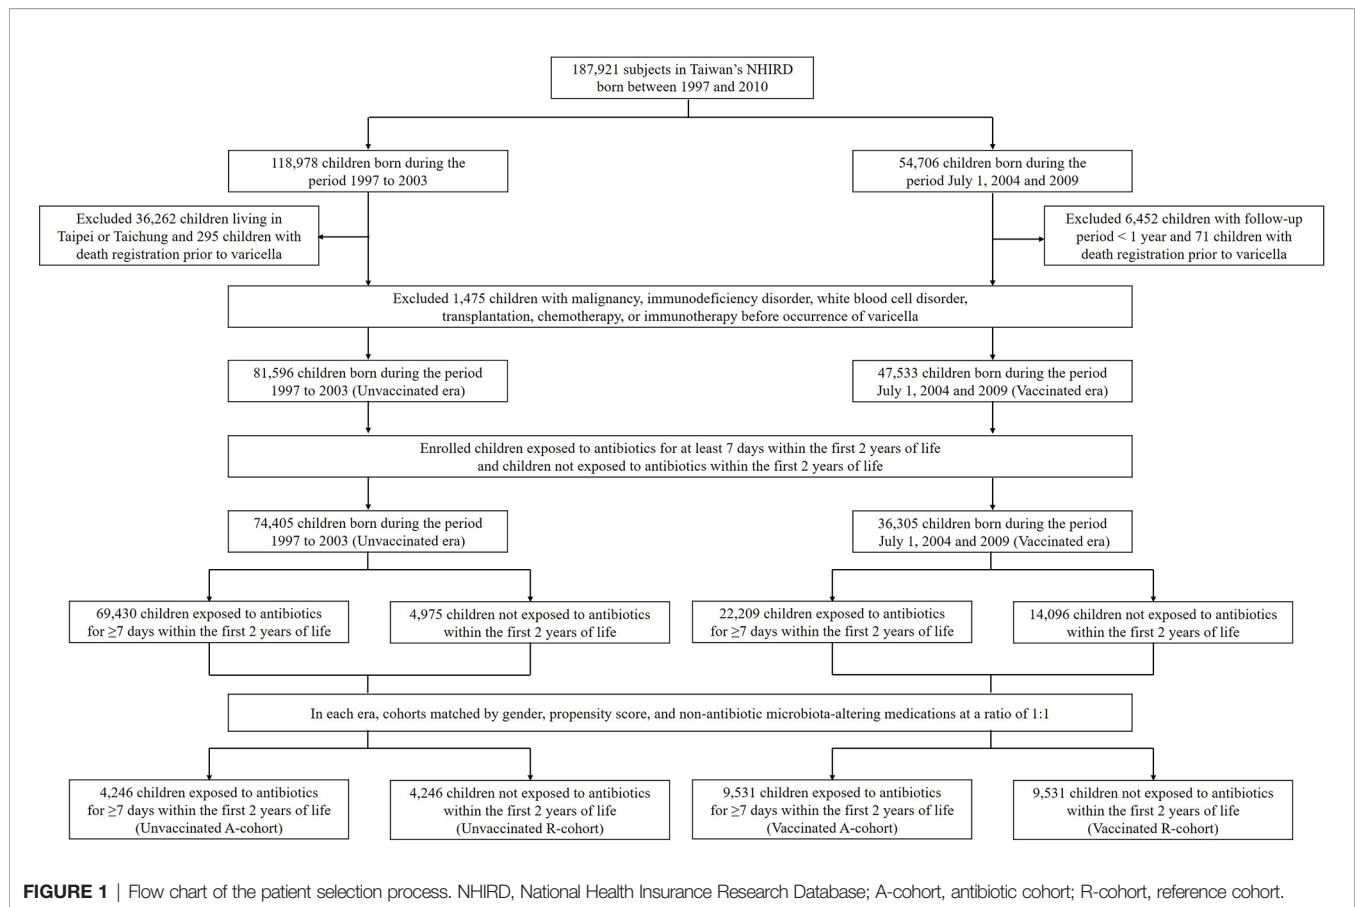 187,921 subjects in Taiwan's NHIRD
born between 1997 and 2010
118,978 children born during the
period 1997 to 2003
54,706 children born during the
period July 1, 2004 and 2009
Excluded 36,262 children living in
Taipei or Taichung and 295 children with
death registration prior to varicella
Excluded 6,452 children with follow-up
period < 1 year and 71 children with
death registration prior to varicella
Excluded 1,475 children with malignancy, immunodeficiency disorder, white blood cell disorder,
transplantation, chemotherapy, or immunotherapy before occurrence of varicella
81,596 children born during the period
1997 to 2003 (Unvaccinated era)
47,533 children born during the period
July 1, 2004 and 2009 (Vaccinated era)
Enrolled children exposed to antibiotics for at least 7 days within the first 2 years of life
and children not exposed to antibiotics within the first 2 years of life
74,405 children born during the period
1997 to 2003 (Unvaccinated era)
36,305 children born during the period
July 1, 2004 and 2009 (Vaccinated era)
69,430 children exposed to antibiotics
for ≥7 days within the first 2 years of life
4,975 children not exposed to antibiotics
within the first 2 years of life
22,209 children exposed to antibiotics
for ≥7 days within the first 2 years of life
14,096 children not exposed to antibiotics
within the first 2 years of life
In each era, cohorts matched by gender, propensity score, and non-antibiotic microbiota-altering medications at a ratio of 1:1
4,246 children exposed to antibiotics
for ≥7 days within the first 2 years of life
(Unvaccinated A-cohort)
4,246 children not exposed to antibiotics
within the first 2 years of life
(Unvaccinated R-cohort)
9,531 children exposed to antibiotics
for ≥7 days within the first 2 years of life
(Vaccinated A-cohort)
9,531 children not exposed to antibiotics
within the first 2 years of life
(Vaccinated R-cohort)
FIGURE 1 | Flow chart of the patient selection process. NHIRD, National Health Insurance Research Database; A-cohort, antibiotic cohort; R-cohort, reference cohort.